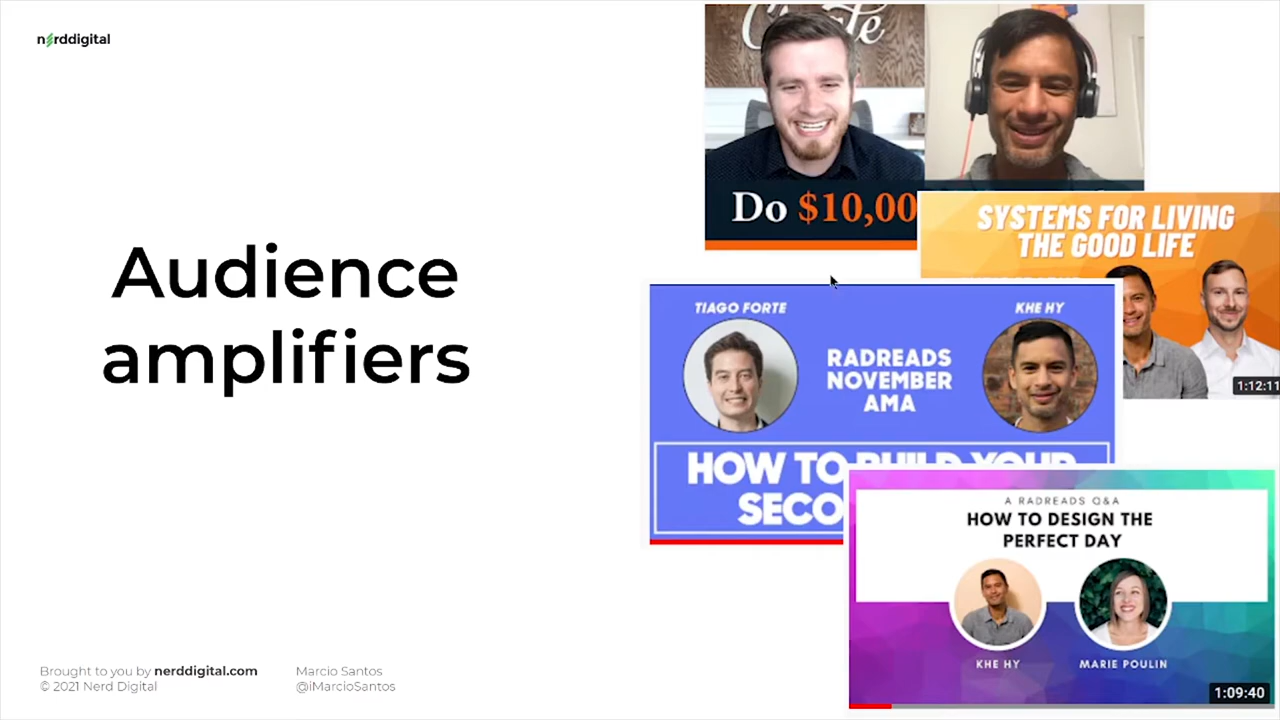 nerddigital
Audience
amplifiers
Do $10,00
SYSTEMS FOR LIVING
THE GOOD LIFE
1:12:11
TIAGO FORTE
KHE HY
RADREADS
NOVEMBER
AMA
HOW TO BUILD YOUR
SECO
A RADREADS Q&A
HOW TO DESIGN THE
PERFECT DAY
KHE HY
MARIE POULIN
1:09:40
Brought to you by nerddigital.com
© 2021 Nerd Digital
Marcio Santos
@iMarcioSantos